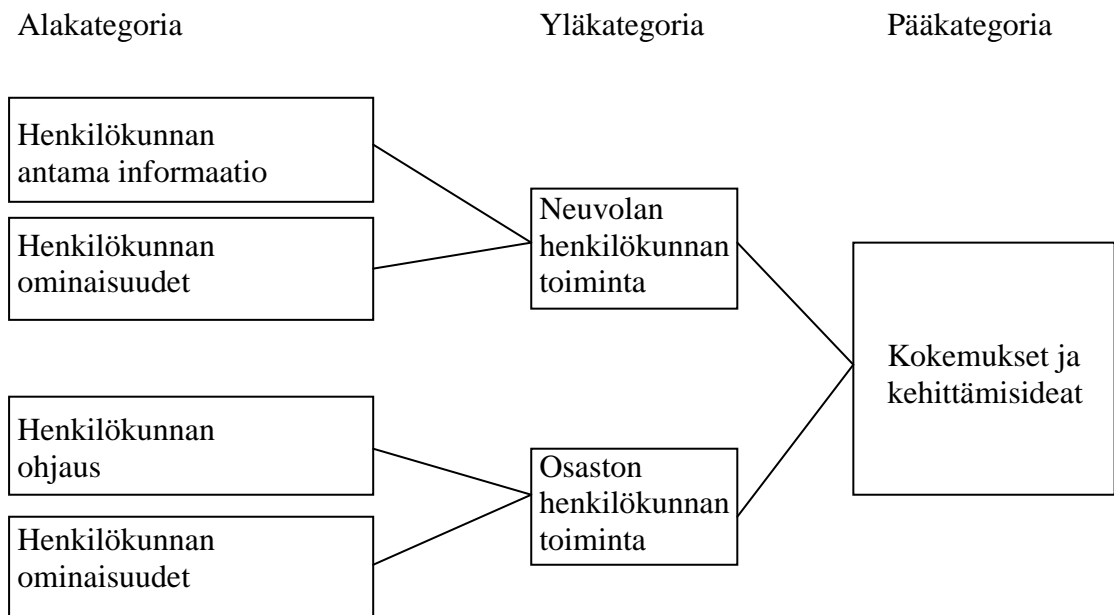 Alakategoria
Yläkategoria
Pääkategoria
Henkilökunnan
antama informaatio
Henkilökunnan
ominaisuudet
Neuvolan
henkilökunnan
toiminta
Henkilökunnan
ohjaus
Henkilökunnan
ominaisuudet
Osaston
henkilökunnan
toiminta
Kokemukset ja
kehittämisideat